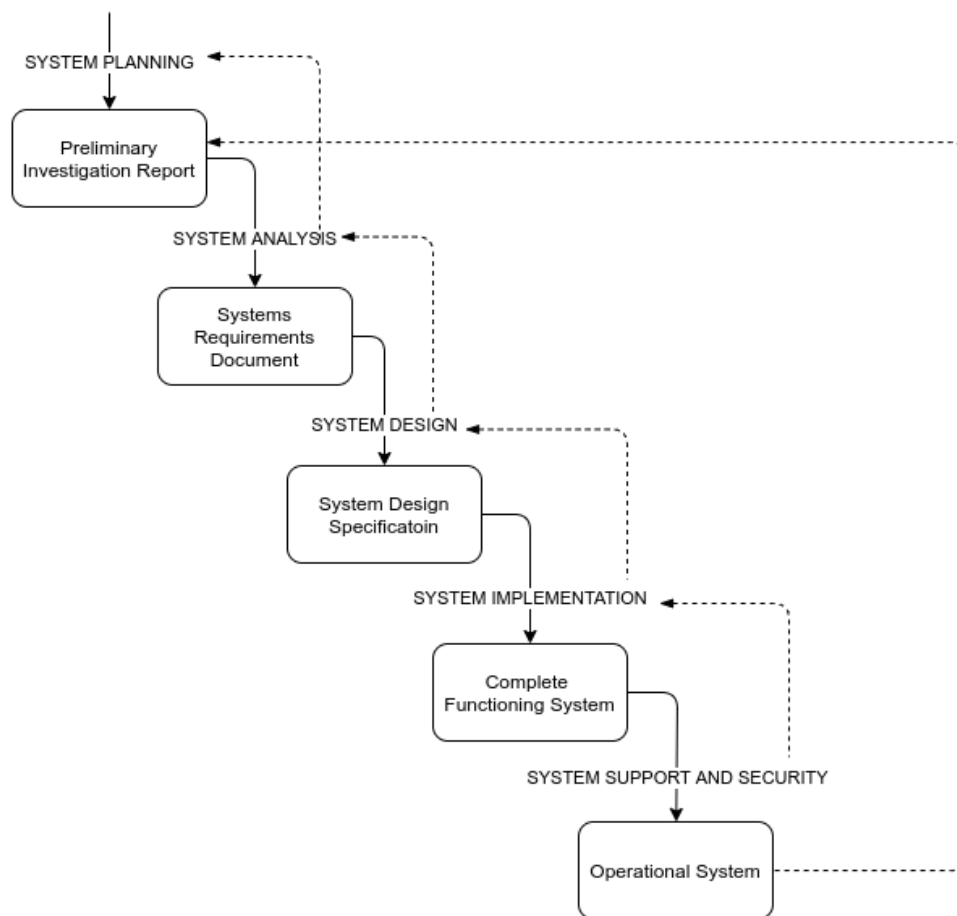 SYSTEM PLANNING
Preliminary
Investigation Report
SYSTEM ANALYSIS
Systems
Requirements
Document
SYSTEM DESIGN
System Design
Specificatoin
SYSTEM IMPLEMENTATION
Complete
Functioning System
SYSTEM SUPPORT AND SECURITY
Operational System